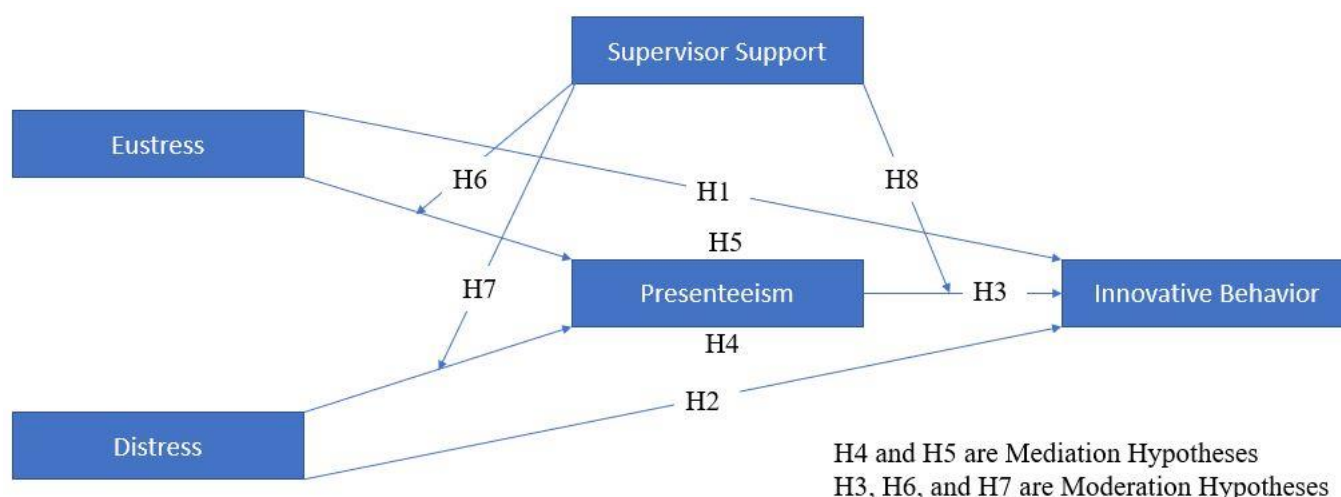 Supervisor Support
Eustress
H6
H1
H8
H5
H7
Presenteeism
H3
Innovative Behavior
H4
H2
Distress
H4 and H5 are Mediation Hypotheses
H3, H6, and H7 are Moderation Hypotheses